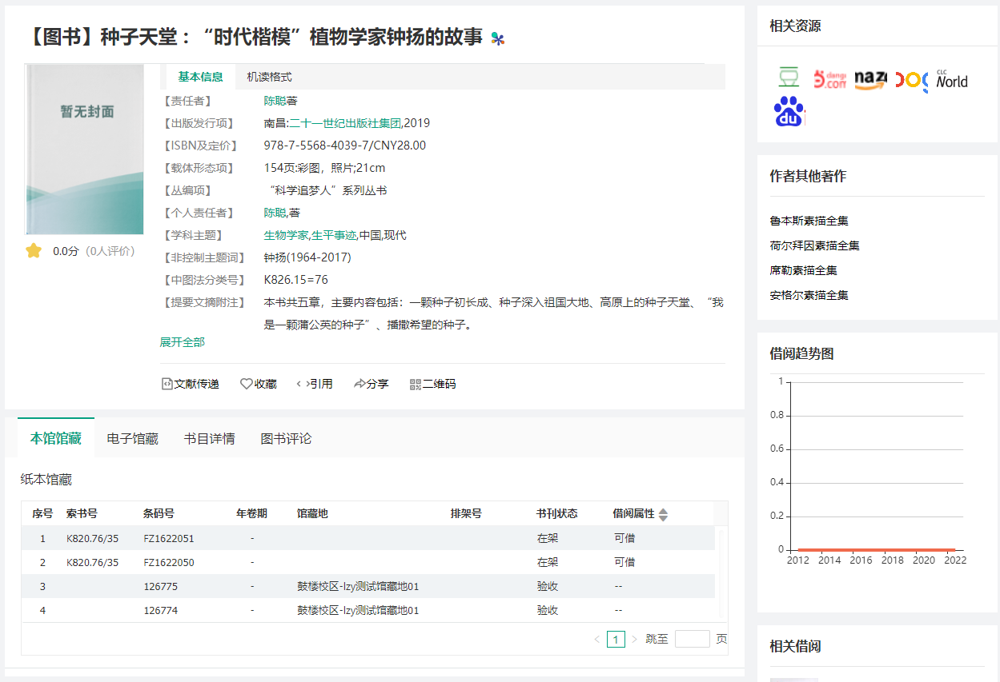 【图书】种子天堂：“时代楷模”植物学家钟扬的故事
暂无封面
0.0分（0人评价）
基本信息 机读格式
【责任者】 陈聪著
【出版发行项】 南昌:二十一世纪出版社集团,2019
【ISBN及定价】 978-7-5568-4039-7/CNY28.00
【载体形态项】 154页:彩图，照片;21cm
【丛编项】 “科学追梦人”系列丛书
【个人责任者】 陈聪,著
【学科主题】 生物学家,生平事迹,中国,现代
【非控制主题词】 钟扬(1964-2017)
【中图法分类号】 K826.15=76
【提要文摘附注】 本书共五章，主要内容包括：一颗种子初长成、种子深入祖国大地、高原上的种子天堂、“我
是一颗蒲公英的种子”、播撒希望的种子。
展开全部
文献传递 收藏 引用 分享 二维码
本馆馆藏 电子馆藏 书目详情 图书评论
纸本馆藏
序号 索书号 条码号 年卷期 馆藏地 排架号 书刊状态 借阅属性
1 K820.76/35 FZ1622051 - 在架 可借
2 K820.76/35 FZ1622050 - 在架 可借
3 126775 - 鼓楼校区-lzy测试馆藏地01 验收 --
4 126774 - 鼓楼校区-lzy测试馆藏地01 验收 --
< 1 > 跳至 页
相关资源
dangd
.com
maz
CLC
World
du
作者其他著作
鲁本斯素描全集
荷尔拜因素描全集
席勒素描全集
安格尔素描全集
借阅趋势图
1
0.8
0.6
0.4
0.2
0
2012 2014 2016 2018 2020 2022
相关借阅